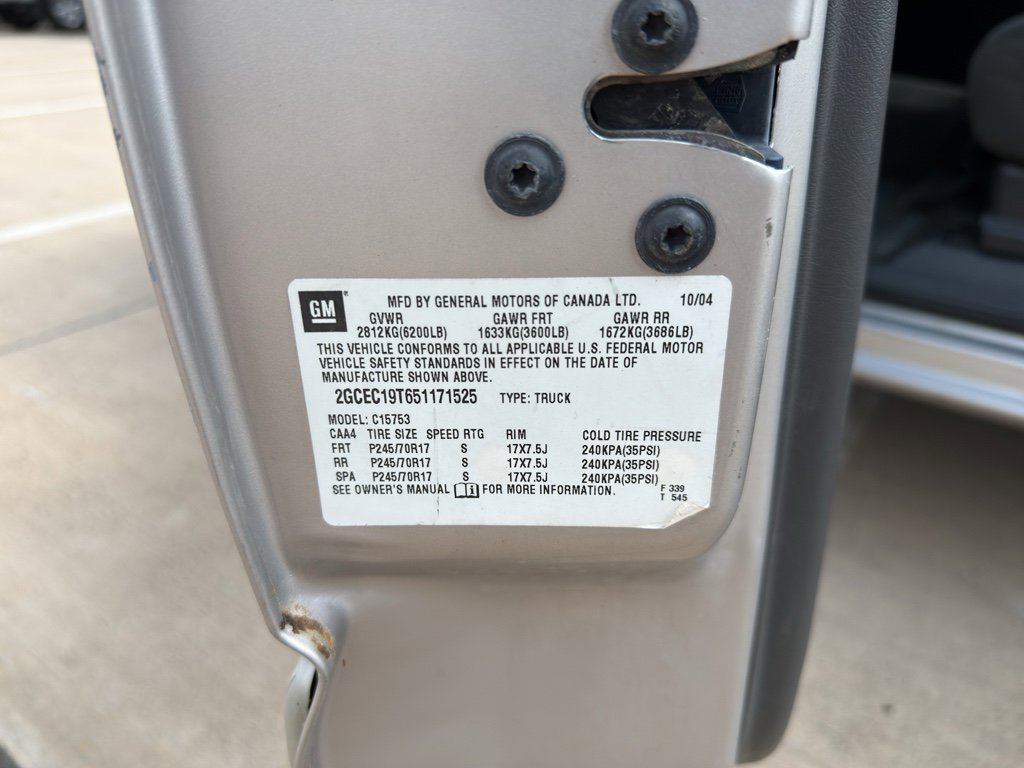 GM
MFD BY GENERAL MOTORS OF CANADA LTD. 10/04
GVWR GAWR FRT GAWR RR
2812KG(6200LB) 1633KG(3600LB) 1672KG(3686LB)
THIS VEHICLE CONFORMS TO ALL APPLICABLE U.S. FEDERAL MOTOR
VEHICLE SAFETY STANDARDS IN EFFECT ON THE DATE OF
MANUFACTURE SHOWN ABOVE.
2GCEC19T651171525 TYPE: TRUCK
MODEL: C15753
CAA4 TIRE SIZE SPEED RTG RIM COLD TIRE PRESSURE
FRT P245/70R17 S 17X7.5J 240KPA(35PSI)
RR P245/70R17 S 17X7.5J 240KPA(35PSI)
SPA P245/70R17 S 17X7.5J 240KPA(35PSI)
SEE OWNER'S MANUAL FOR MORE INFORMATION.
F 339
T 545